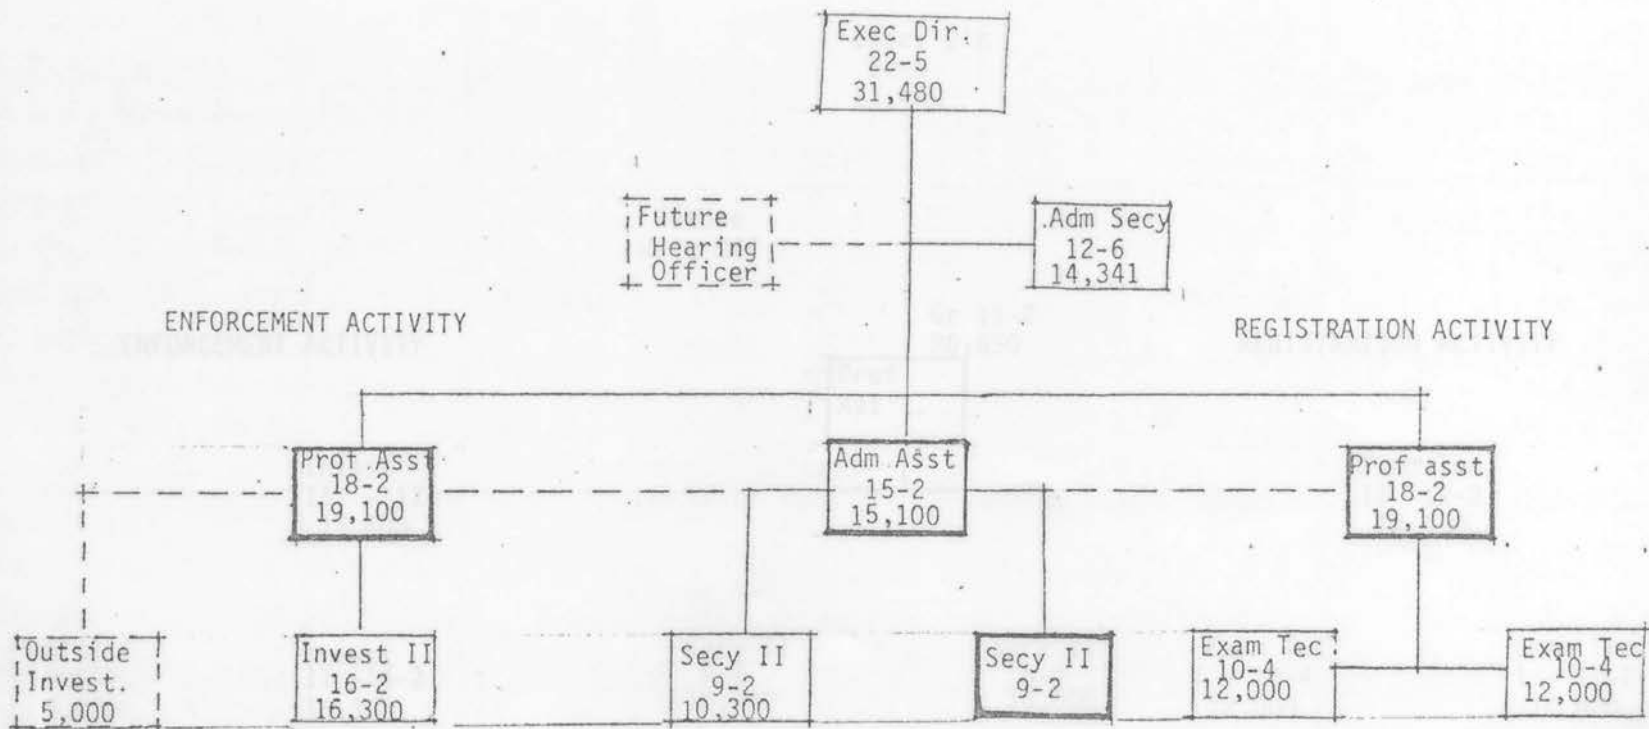 Exec Dir.
22-5
31,480
Future
Hearing
Officer
Adm Secy
12-6
14,341
ENFORCEMENT ACTIVITY
REGISTRATION ACTIVITY
Prof Asst
18-2
19,100
Adm Asst
15-2
15,100
Prof asst
18-2
19,100
Outside
Invest.
5,000
Invest II
16-2
16,300
Secy II
9-2
10,300
Secy II
9-2
Exam Tec
10-4
12,000
Exam Tec
10-4
12,000